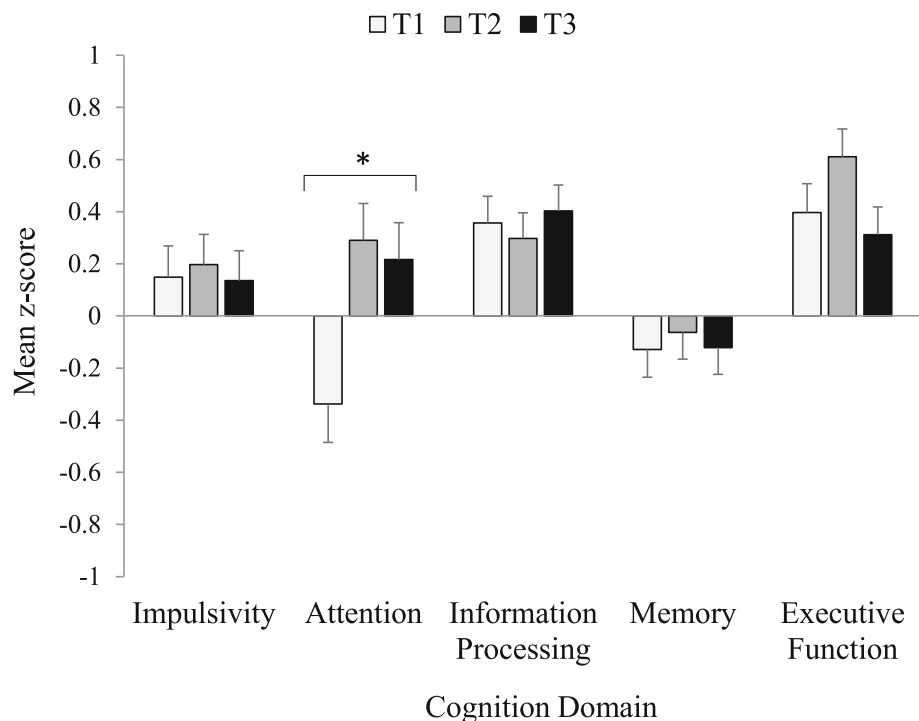 T1 T2 T3
1
0.8
0.6
0.4
0.2
0
-0.2
-0.4
-0.6
-0.8
-1
Mean z-score
*
Impulsivity Attention Information Memory Executive
Processing Function
Cognition Domain